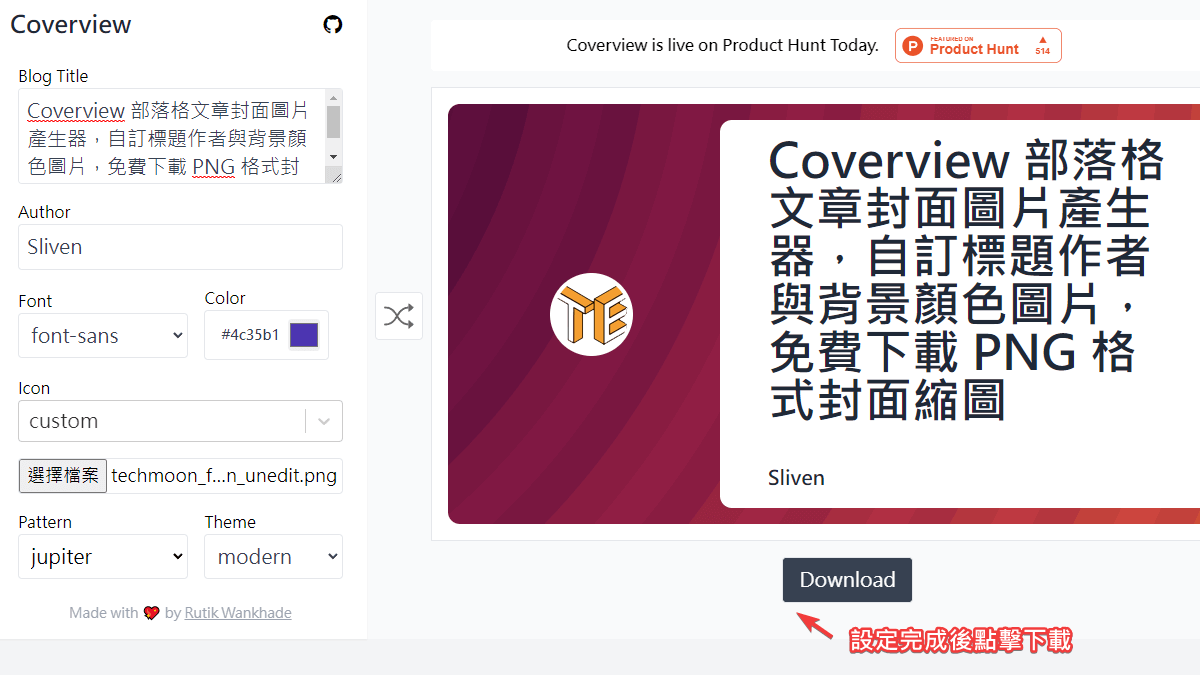 Coverview
Blog Title
Coverview 部落格文章封面圖片
產生器，自訂標題作者與背景顏
色圖片，免費下載 PNG 格式封
Author
Sliven
Font
Color
font-sans
#4c35b1
Icon
custom
選擇檔案 techmoon_f...n_unedit.png
Pattern
Theme
jupiter
modern
Made with 💖 by Rutik Wankhade
Coverview is live on Product Hunt Today.
P
FEATURED ON
Product Hunt
▲
514
Coverview 部落格
文章封面圖片產生
器，自訂標題作者
與背景顏色圖片，
免費下載 PNG 格
式封面縮圖
Sliven
Download
設定完成後點擊下載